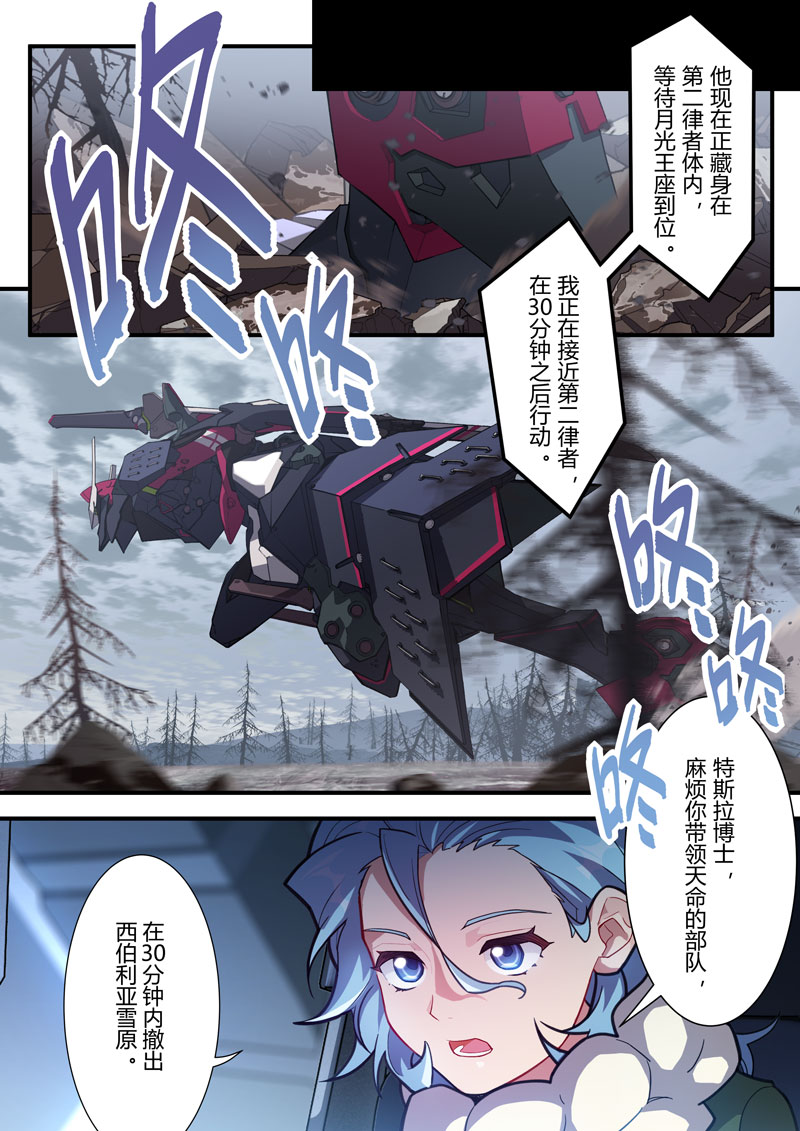 他现在正藏身在
第二律者体内，
等待月光王座到位。
咚
咚
咚
我正在接近第二律者，
在30分钟之后行动。
咚
咚
咚
特斯拉博士，
麻烦你带领天命的部队，
在30分钟内撤出
西伯利亚雪原。